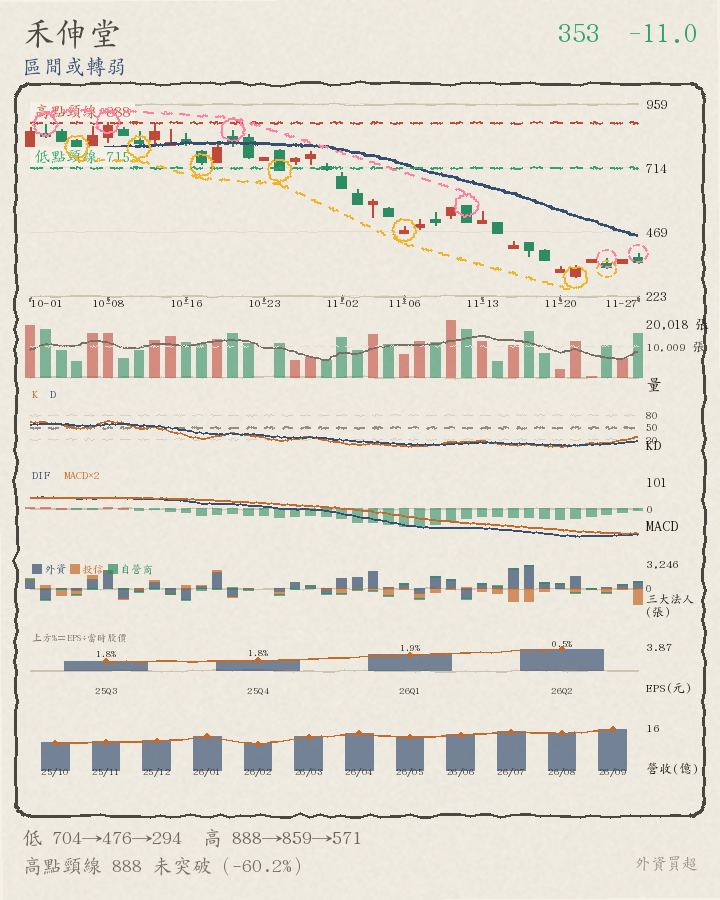 禾伸堂
353 -11.0
區間或轉弱
高點頸線 888
低點頸線 715
959
714
469
223
10-01 10-08 10-16 10-23 11-02 11-06 11-13 11-20 11-27
20,018 張
10,009 張
量
K D
80
50
20
KD
DIF MACD×2
101
0
MACD
外資 投信 自營商
3,246
0
三大法人
(張)
上方%=EPS÷當時股價
1.8% 1.8% 1.9% 0.5%
3.87
25Q3 25Q4 26Q1 26Q2
EPS(元)
16
25/10 25/11 25/12 26/01 26/02 26/03 26/04 26/05 26/06 26/07 26/08 26/09
營收(億)
低 704→476→294 高 888→859→571
高點頸線 888 未突破 (-60.2%)
外資買超